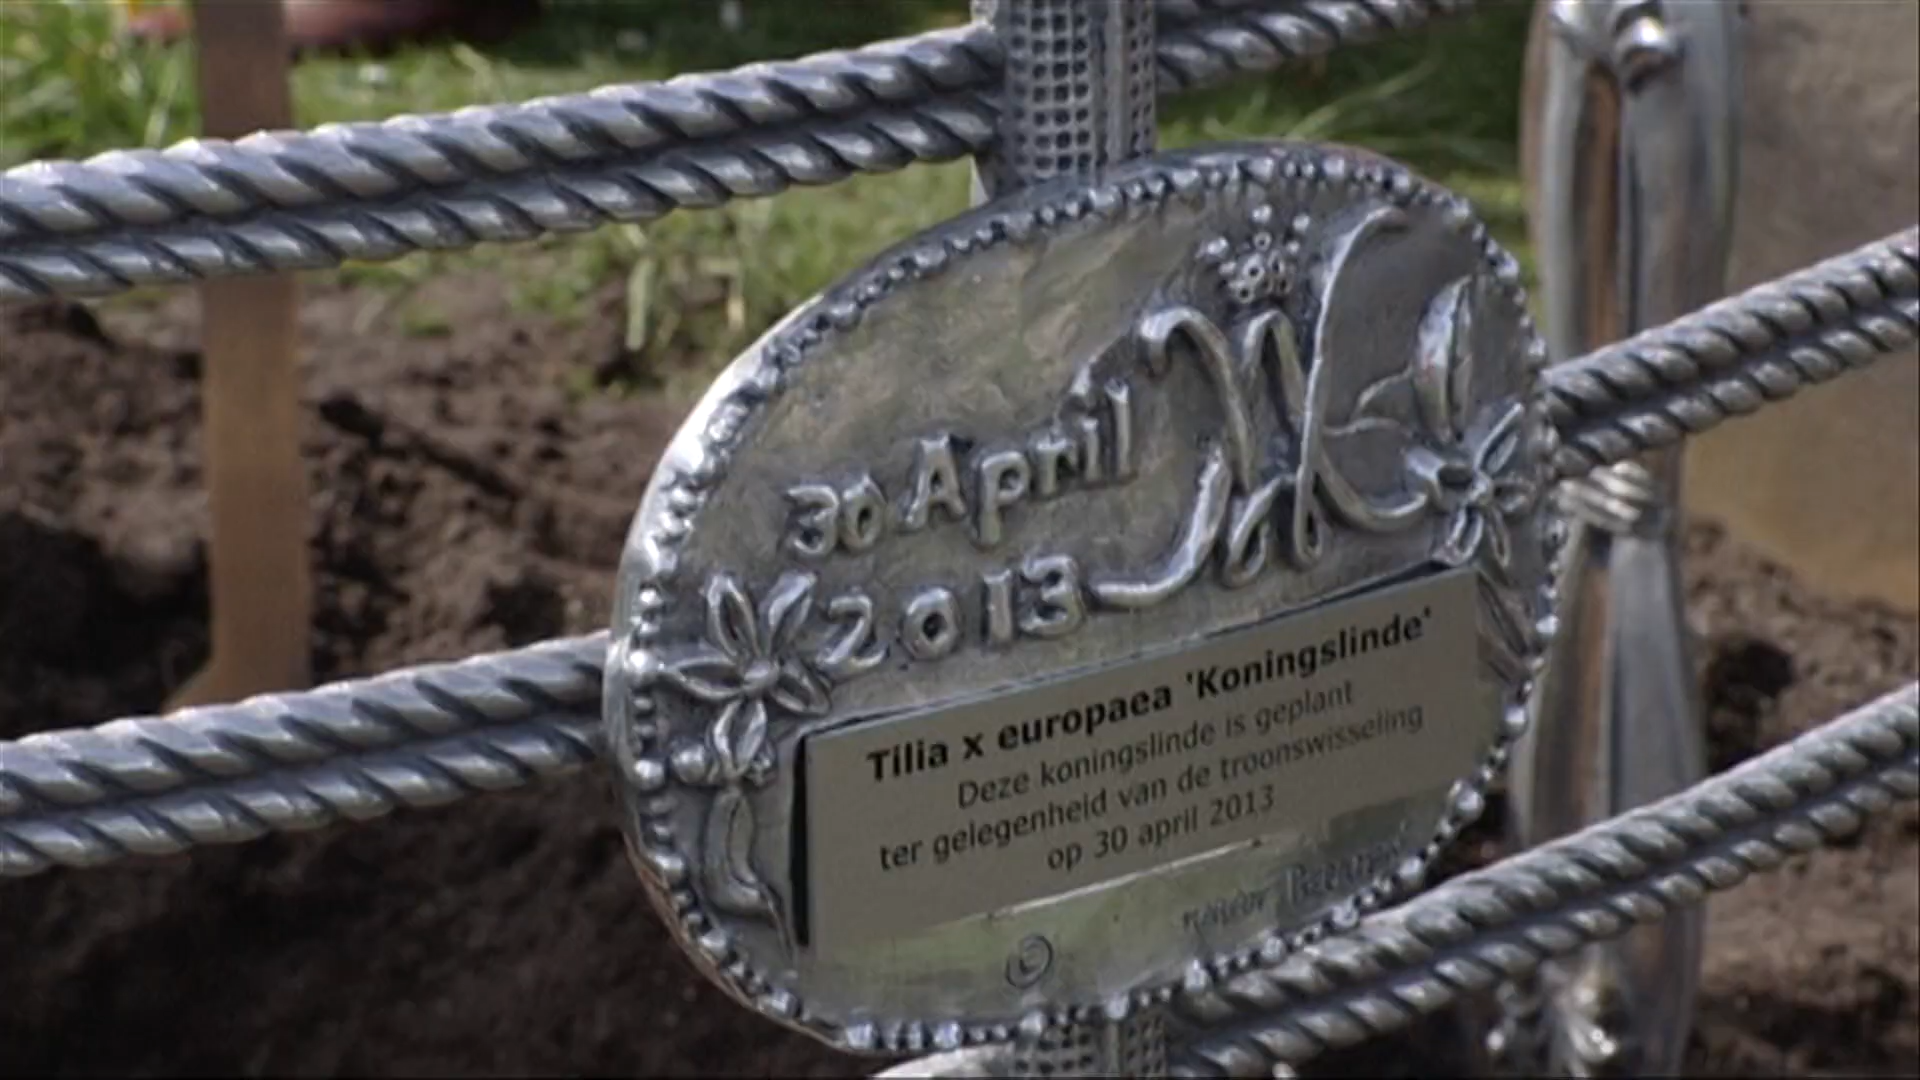 30 April
2013
W
Tilia x europaea 'Koningslinde'
Deze koningslinde is geplant
ter gelegenheid van de troonswisseling
op 30 april 2013
©